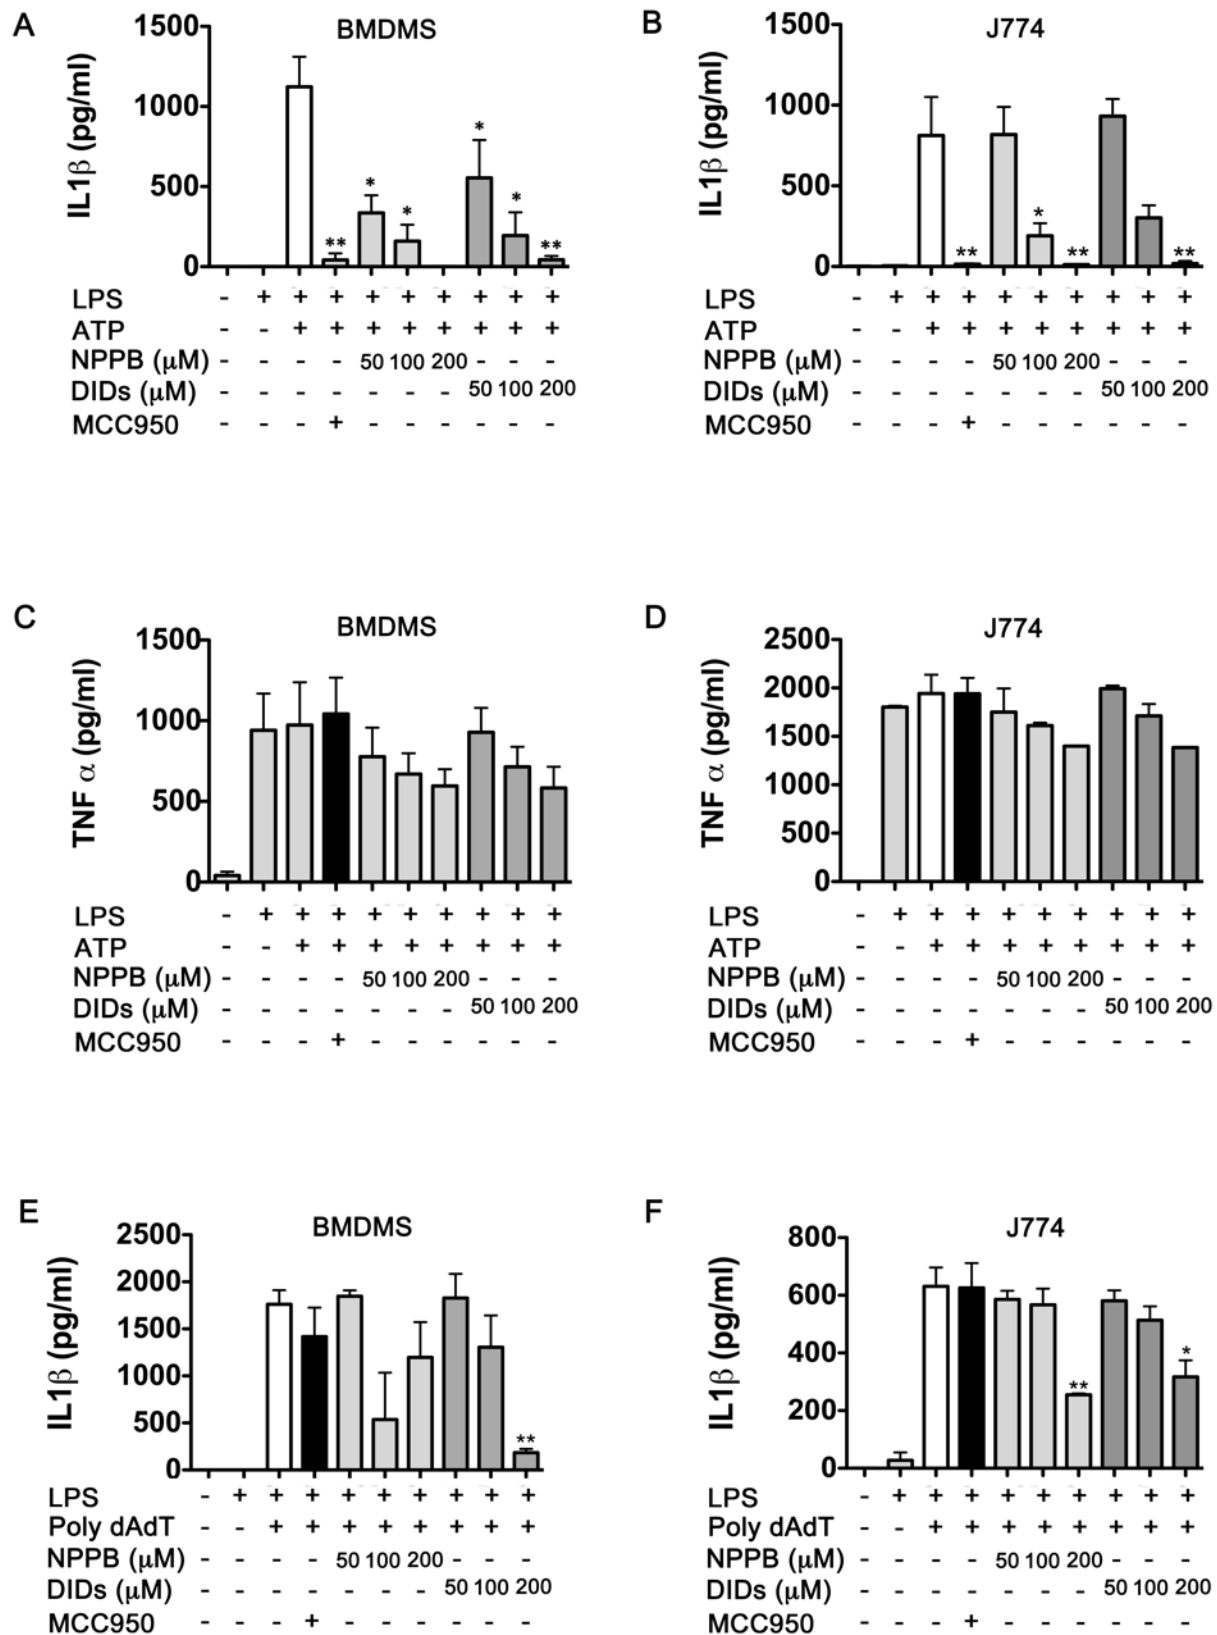 A
BMDMS
IL1β (pg/ml)
1500
1000
500
0
* * * * ** **
LPS - + + + + + + + + +
ATP - - + + + + + + + +
NPPB (µM) - - - - 50 100 200 - - -
DIDs (µM) - - - - - - - 50 100 200
MCC950 - - - + - - - - - -
B
J774
IL1β (pg/ml)
1500
1000
500
0
** * ** **
LPS - + + + + + + + + +
ATP - - + + + + + + + +
NPPB (µM) - - - - 50 100 200 - - -
DIDs (µM) - - - - - - - 50 100 200
MCC950 - - - + - - - - - -
C
BMDMS
TNF α (pg/ml)
1500
1000
500
0
LPS - + + + + + + + + +
ATP - - + + + + + + + +
NPPB (µM) - - - - 50 100 200 - - -
DIDs (µM) - - - - - - - 50 100 200
MCC950 - - - + - - - - - -
D
J774
TNF α (pg/ml)
2500
2000
1500
1000
500
0
LPS - + + + + + + + + +
ATP - - + + + + + + + +
NPPB (µM) - - - - 50 100 200 - - -
DIDs (µM) - - - - - - - 50 100 200
MCC950 - - - + - - - - - -
E
BMDMS
IL1β (pg/ml)
2500
2000
1500
1000
500
0
**
LPS - + + + + + + + + +
Poly dAdT - - + + + + + + + +
NPPB (µM) - - - - 50 100 200 - - -
DIDs (µM) - - - - - - - 50 100 200
MCC950 - - - + - - - - - -
F
J774
IL1β (pg/ml)
800
600
400
200
0
** *
LPS - + + + + + + + + +
Poly dAdT - - + + + + + + + +
NPPB (µM) - - - - 50 100 200 - - -
DIDs (µM) - - - - - - - 50 100 200
MCC950 - - - + - - - - - -